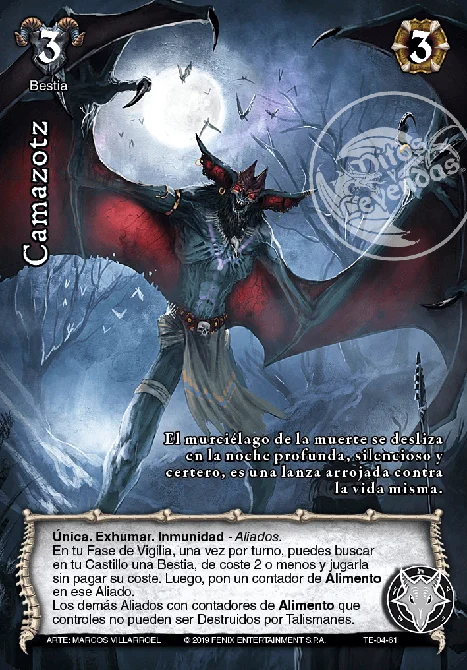 3
3
Bestia
Camazotz
Mitos y
Leyendas
El murciélago de la muerte se desliza
en la noche profunda, silencioso y
certero, es una lanza arrojada contra
la vida misma.
Única. Exhumar. Inmunidad - Aliados.
En tu Fase de Vigilia, una vez por turno, puedes buscar
en tu Castillo una Bestia, de coste 2 o menos y jugarla
sin pagar su coste. Luego, pon un contador de Alimento
en ese Aliado.
Los demás Aliados con contadores de Alimento que
controles no pueden ser Destruidos por Talismanes.
ARTE: MARCOS VILLARROEL © 2019 FENIX ENTERTAINMENT S.P.A. TE-04-61